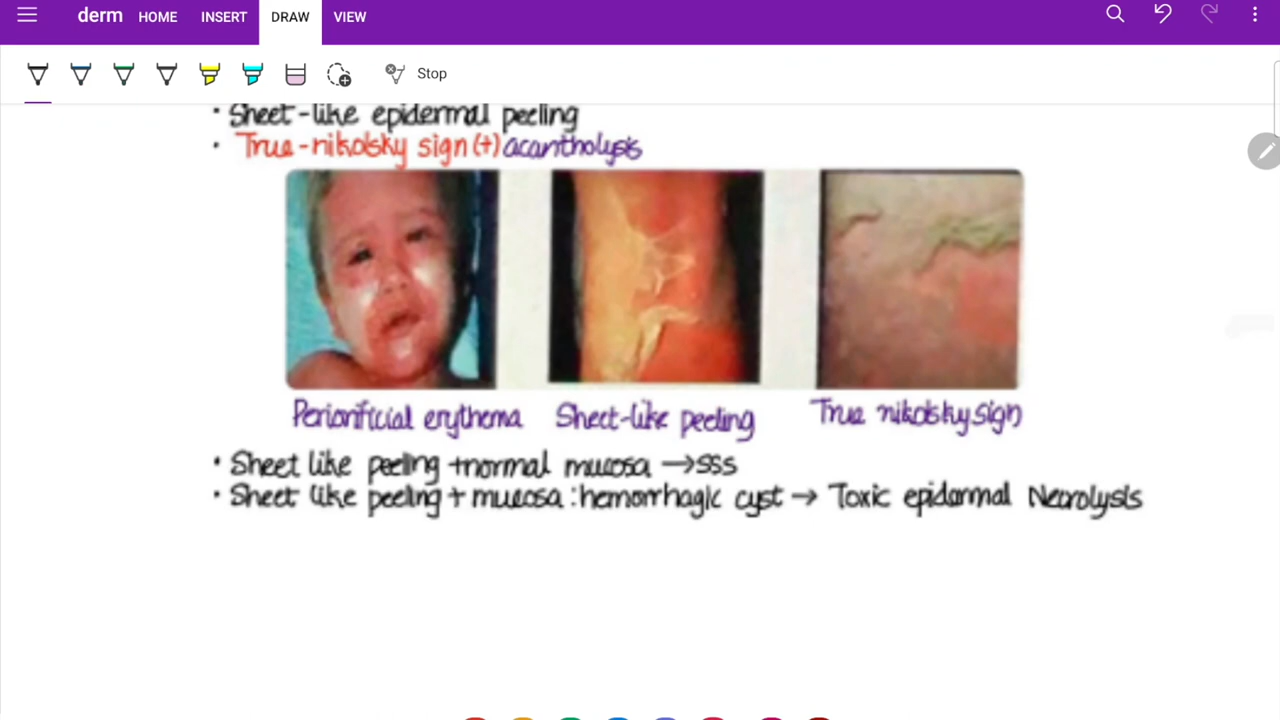 derm HOME INSERT DRAW VIEW
Stop
• Sheet-like epidermal peeling
• True-nikolsky sign (+) acantholysis
Periorificial erythema Sheet-like peeling True nikolsky sign
• Sheet like peeling +normal mucosa → SSS
• Sheet like peeling + mucosa : hemorrhagic cyst → Toxic epidermal Necrolysis